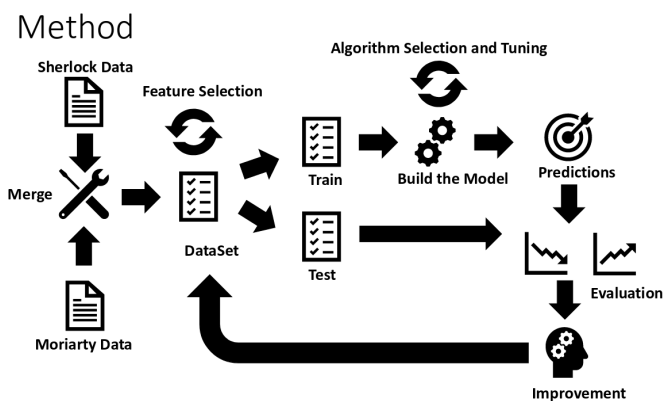 Method
Sherlock Data
Algorithm Selection and Tuning
Feature Selection
Merge
Train
Build the Model
Predictions
DataSet
Test
Evaluation
Moriarty Data
Improvement